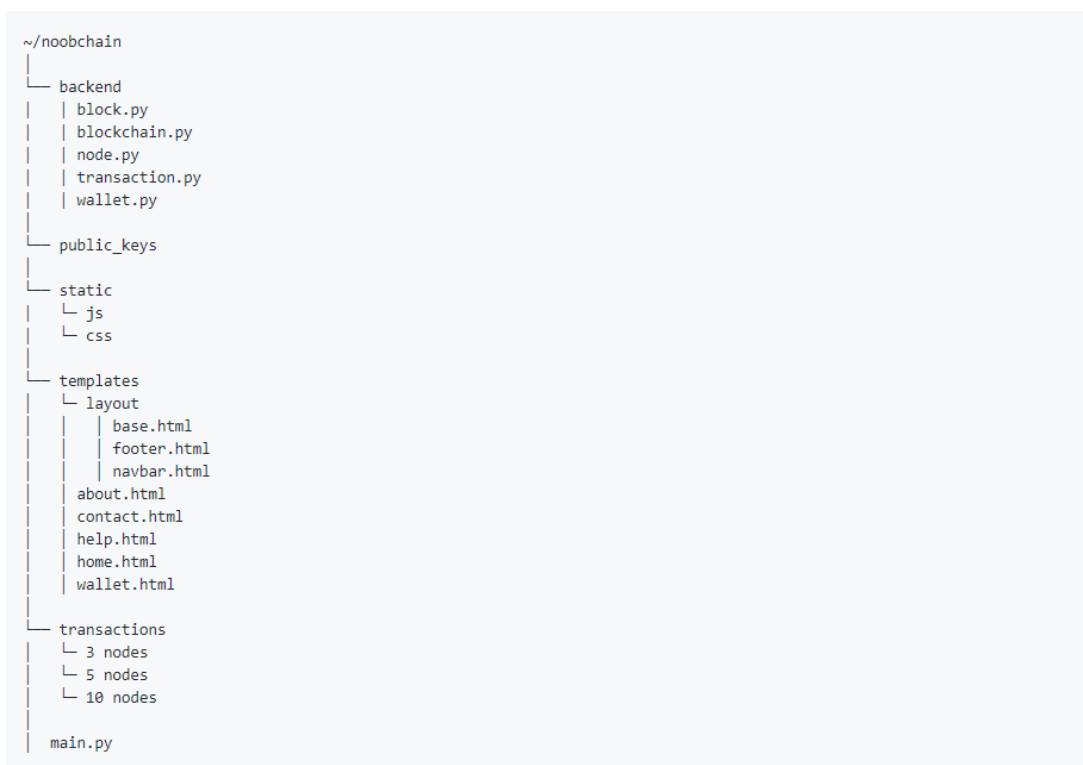 ~/noobchain
backend
block.py
blockchain.py
node.py
transaction.py
wallet.py
public_keys
static
js
css
templates
layout
base.html
footer.html
navbar.html
about.html
contact.html
help.html
home.html
wallet.html
transactions
3 nodes
5 nodes
10 nodes
main.py